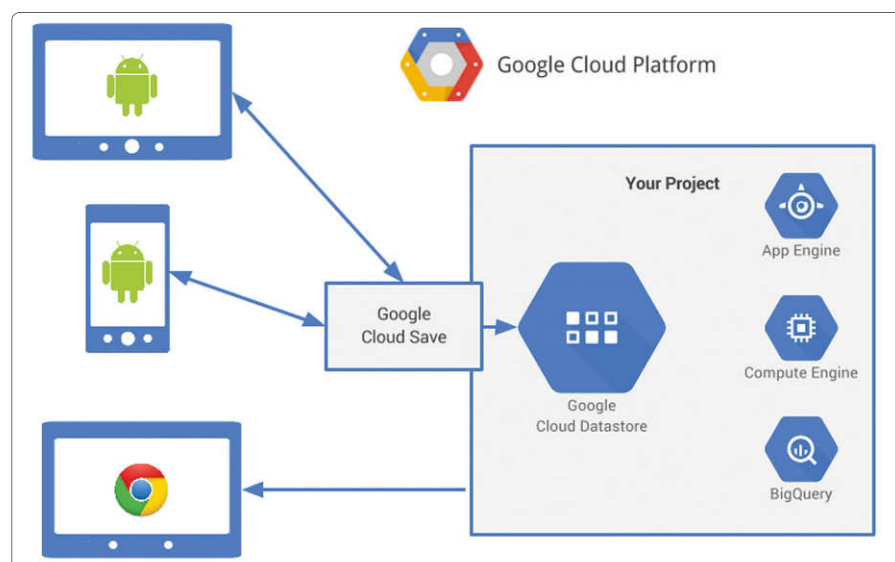 Google Cloud Platform
Your Project
App Engine
Google
Cloud Save
Compute Engine
Google
Cloud Datastore
BigQuery